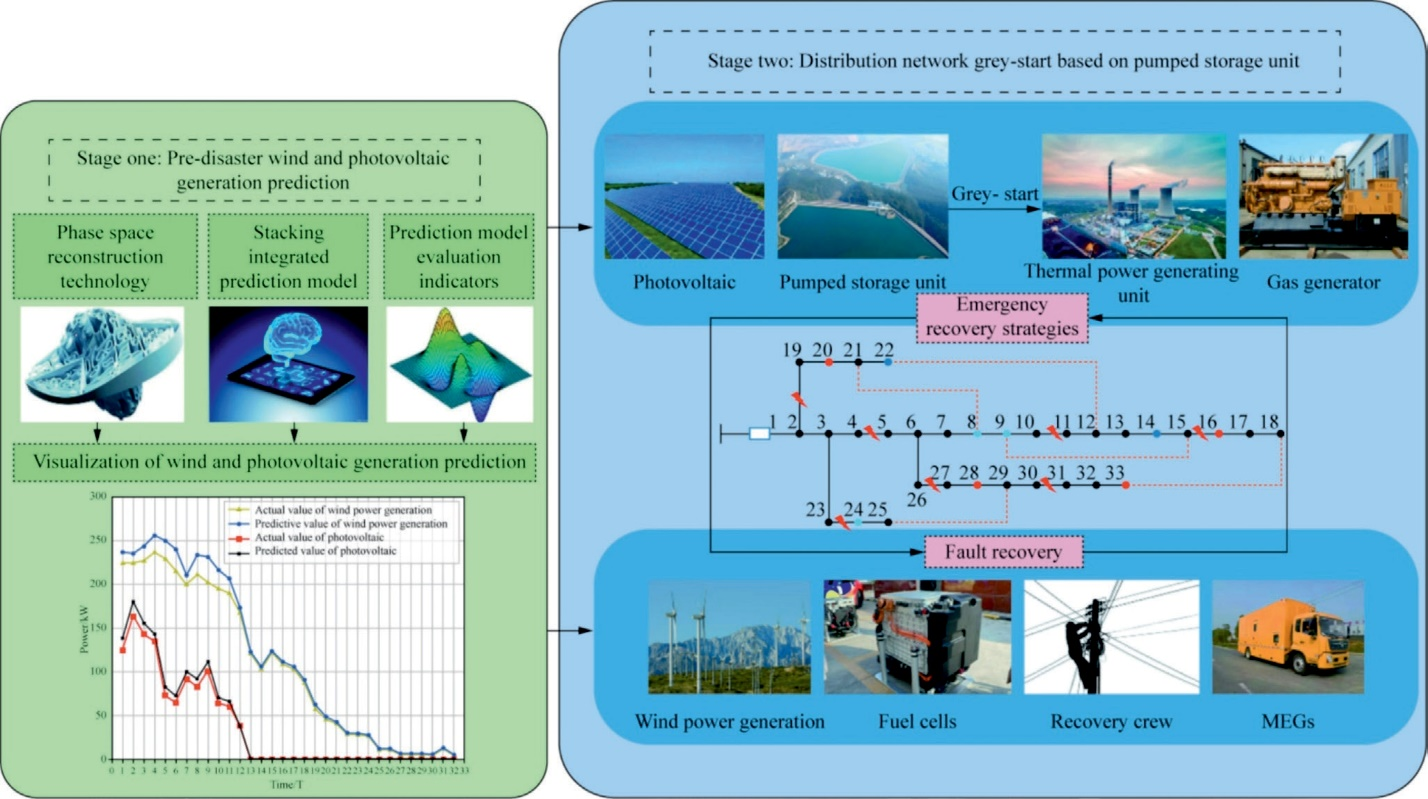 Stage two: Distribution network grey-start based on pumped storage unit
Stage one: Pre-disaster wind and photovoltaic
generation prediction
Phase space
reconstruction
technology
Stacking
integrated
prediction model
Prediction model
evaluation
indicators
Visualization of wind and photovoltaic generation prediction
Actual value of wind power generation
Predictive value of wind power generation
Actual value of photovoltaic
Predicted value of photovoltaic
Power/kW
300
250
200
150
100
50
0
0 1 2 3 4 5 6 7 8 9 10 11 12 13 14 15 16 17 18 19 20 21 22 23 24 25 26 27 28 29 30 31 32 33
Time/T
Grey- start
Photovoltaic
Pumped storage unit
Thermal power generating
unit
Gas generator
Emergency
recovery strategies
19 20 21 22
1 2 3 4 5 6 7 8 9 10 11 12 13 14 15 16 17 18
27 28 29 30 31 32 33
26
23 24 25
Fault recovery
Wind power generation
Fuel cells
Recovery crew
MEGs